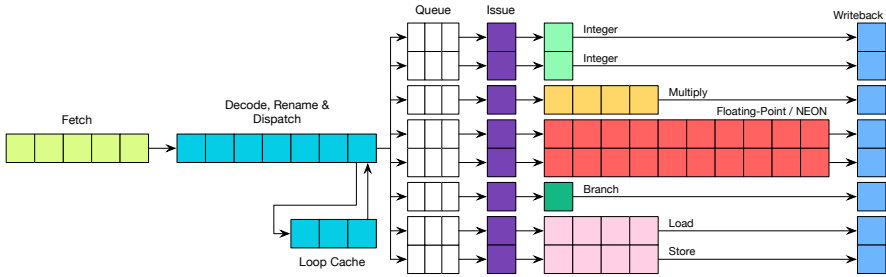 Queue
Issue
Writeback
Integer
Integer
Multiply
Fetch
Decode, Rename &
Dispatch
Floating-Point / NEON
Branch
Loop Cache
Load
Store